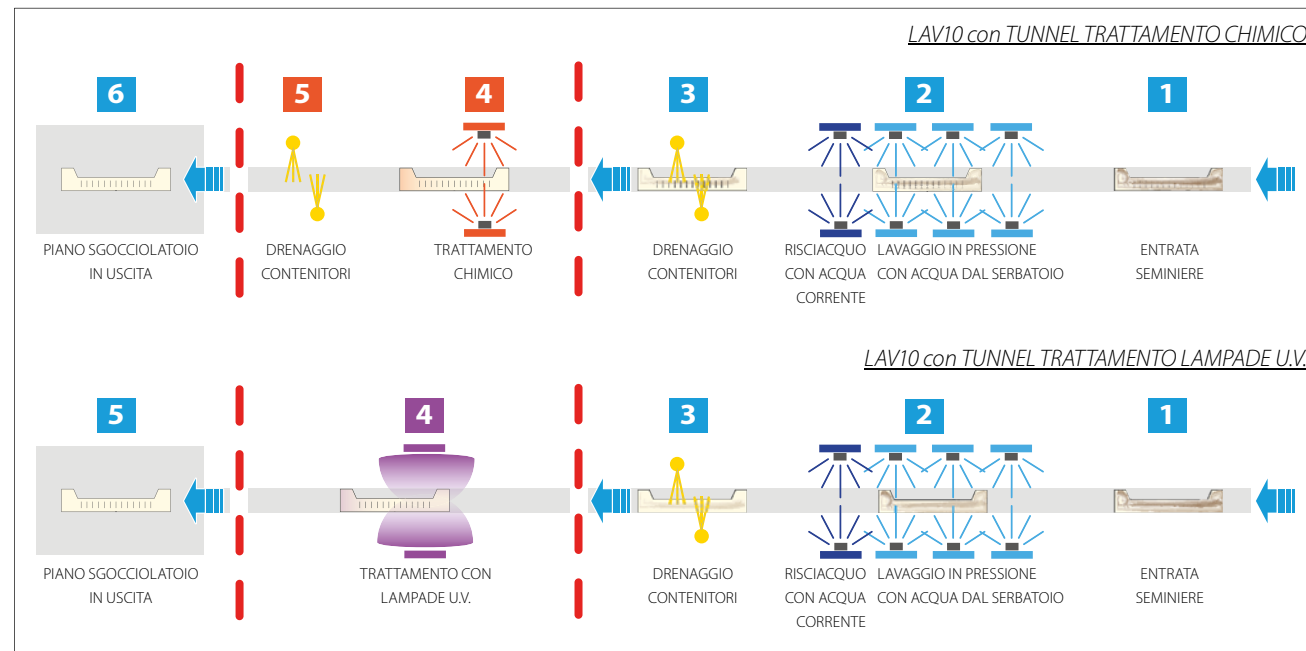 LAV10 con TUNNEL TRATTAMENTO CHIMICO
6
5
4
3
2
1
PIANO SGOCCIOLATOIO
IN USCITA
DRENAGGIO
CONTENITORI
TRATTAMENTO
CHIMICO
DRENAGGIO
CONTENITORI
RISCIACQUO
CON ACQUA
CORRENTE
LAVAGGIO IN PRESSIONE
CON ACQUA DAL SERBATOIO
ENTRATA
SEMINIERE
LAV10 con TUNNEL TRATTAMENTO LAMPADE U.V.
5
4
3
2
1
PIANO SGOCCIOLATOIO
IN USCITA
TRATTAMENTO CON
LAMPADE U.V.
DRENAGGIO
CONTENITORI
RISCIACQUO
CON ACQUA
CORRENTE
LAVAGGIO IN PRESSIONE
CON ACQUA DAL SERBATOIO
ENTRATA
SEMINIERE